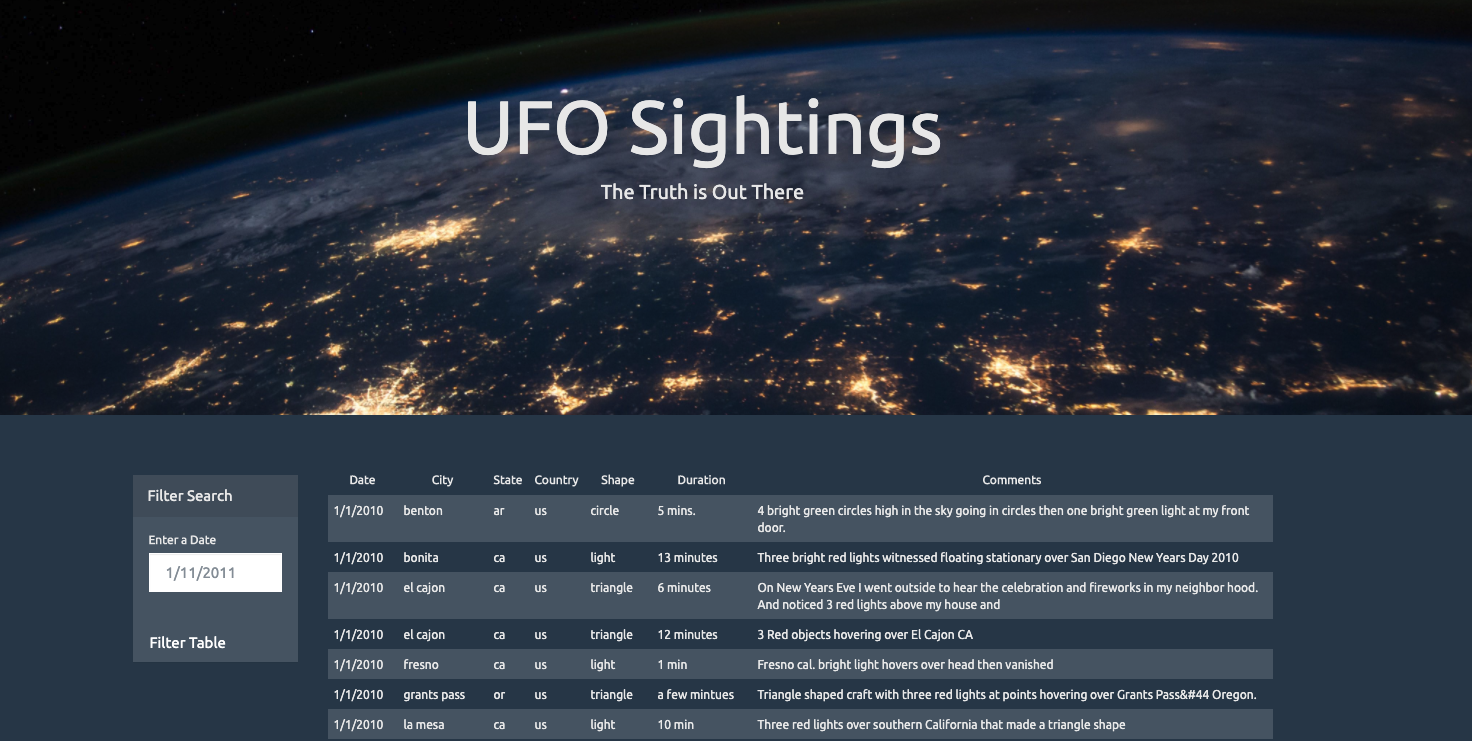 UFO Sightings
The Truth is Out There
Filter Search
Enter a Date
1/11/2011
Filter Table
Date City State Country Shape Duration Comments
1/1/2010 benton ar us circle 5 mins. 4 bright green circles high in the sky going in circles then one bright green light at my front
door.
1/1/2010 bonita ca us light 13 minutes Three bright red lights witnessed floating stationary over San Diego New Years Day 2010
1/1/2010 el cajon ca us triangle 6 minutes On New Years Eve I went outside to hear the celebration and fireworks in my neighbor hood.
And noticed 3 red lights above my house and
1/1/2010 el cajon ca us triangle 12 minutes 3 Red objects hovering over El Cajon CA
1/1/2010 fresno ca us light 1 min Fresno cal. bright light hovers over head then vanished
1/1/2010 grants pass or us triangle a few mintues Triangle shaped craft with three red lights at points hovering over Grants Pass&#44 Oregon.
1/1/2010 la mesa ca us light 10 min Three red lights over southern California that made a triangle shape